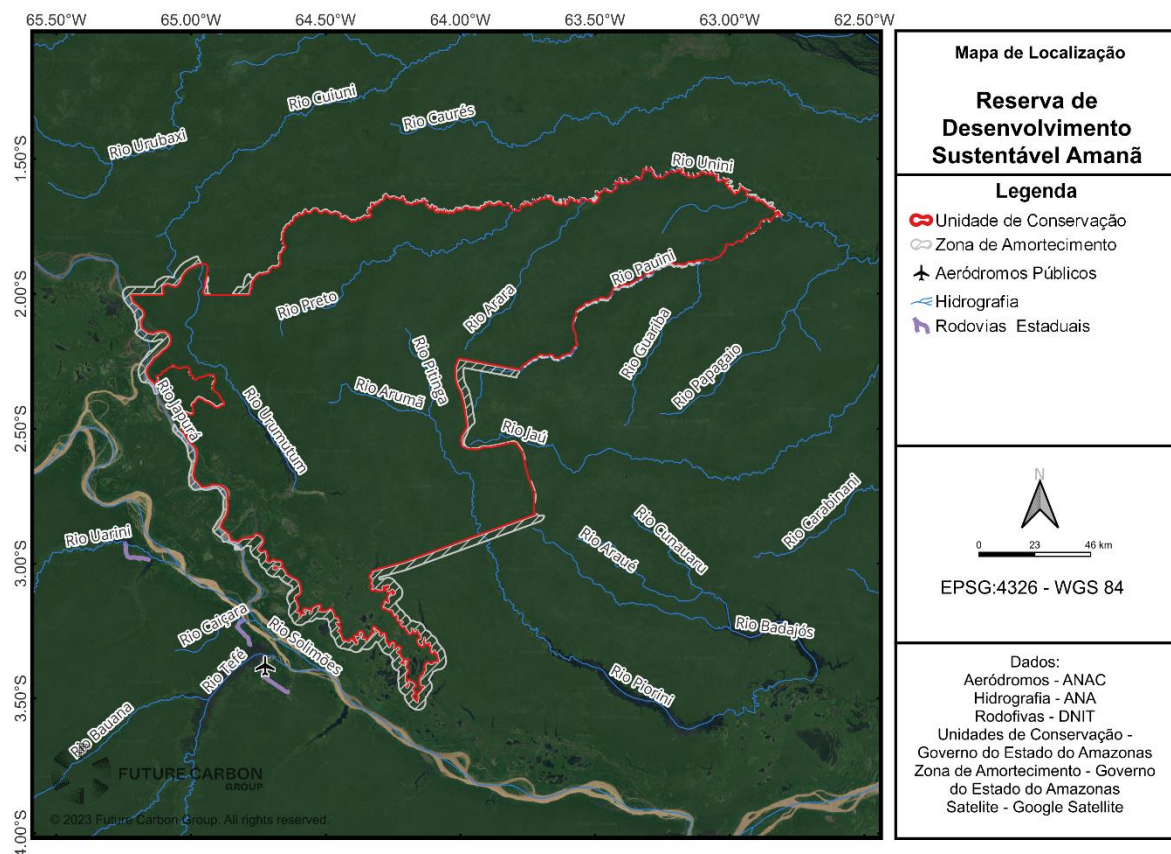 65.50°W 65.00°W 64.50°W 64.00°W 63.50°W 63.00°W 62.50°W
1.50°S
2.00°S
2.50°S
3.00°S
3.50°S
4.00°S
Rio Cuiuni
Rio Caurés
Rio Urubaxi
Rio Unini
Rio Pauini
Rio Preto
Rio Arara
Rio Guariba
Rio Papagaio
Rio Pitinga
Rio Arumã
Rio Japurá
Rio Urumutum
Rio Jaú
Rio Carabinani
Rio Cunauaru
Rio Araué
Rio Uarini
Rio Badajós
Rio Caiçara
Rio Solimões
Rio Tefé
Rio Piorini
Rio Bauana
FUTURE CARBON
GROUP
© 2023 Future Carbon Group. All rights reserved.
Mapa de Localização
Reserva de
Desenvolvimento
Sustentável Amanã
Legenda
Unidade de Conservação
Zona de Amortecimento
Aeródromos Públicos
Hidrografia
Rodovias Estaduais
N
0 23 46 km
EPSG:4326 - WGS 84
Dados:
Aeródromos - ANAC
Hidrografia - ANA
Rodofivas - DNIT
Unidades de Conservação -
Governo do Estado do Amazonas
Zona de Amortecimento - Governo
do Estado do Amazonas
Satelite - Google Satellite